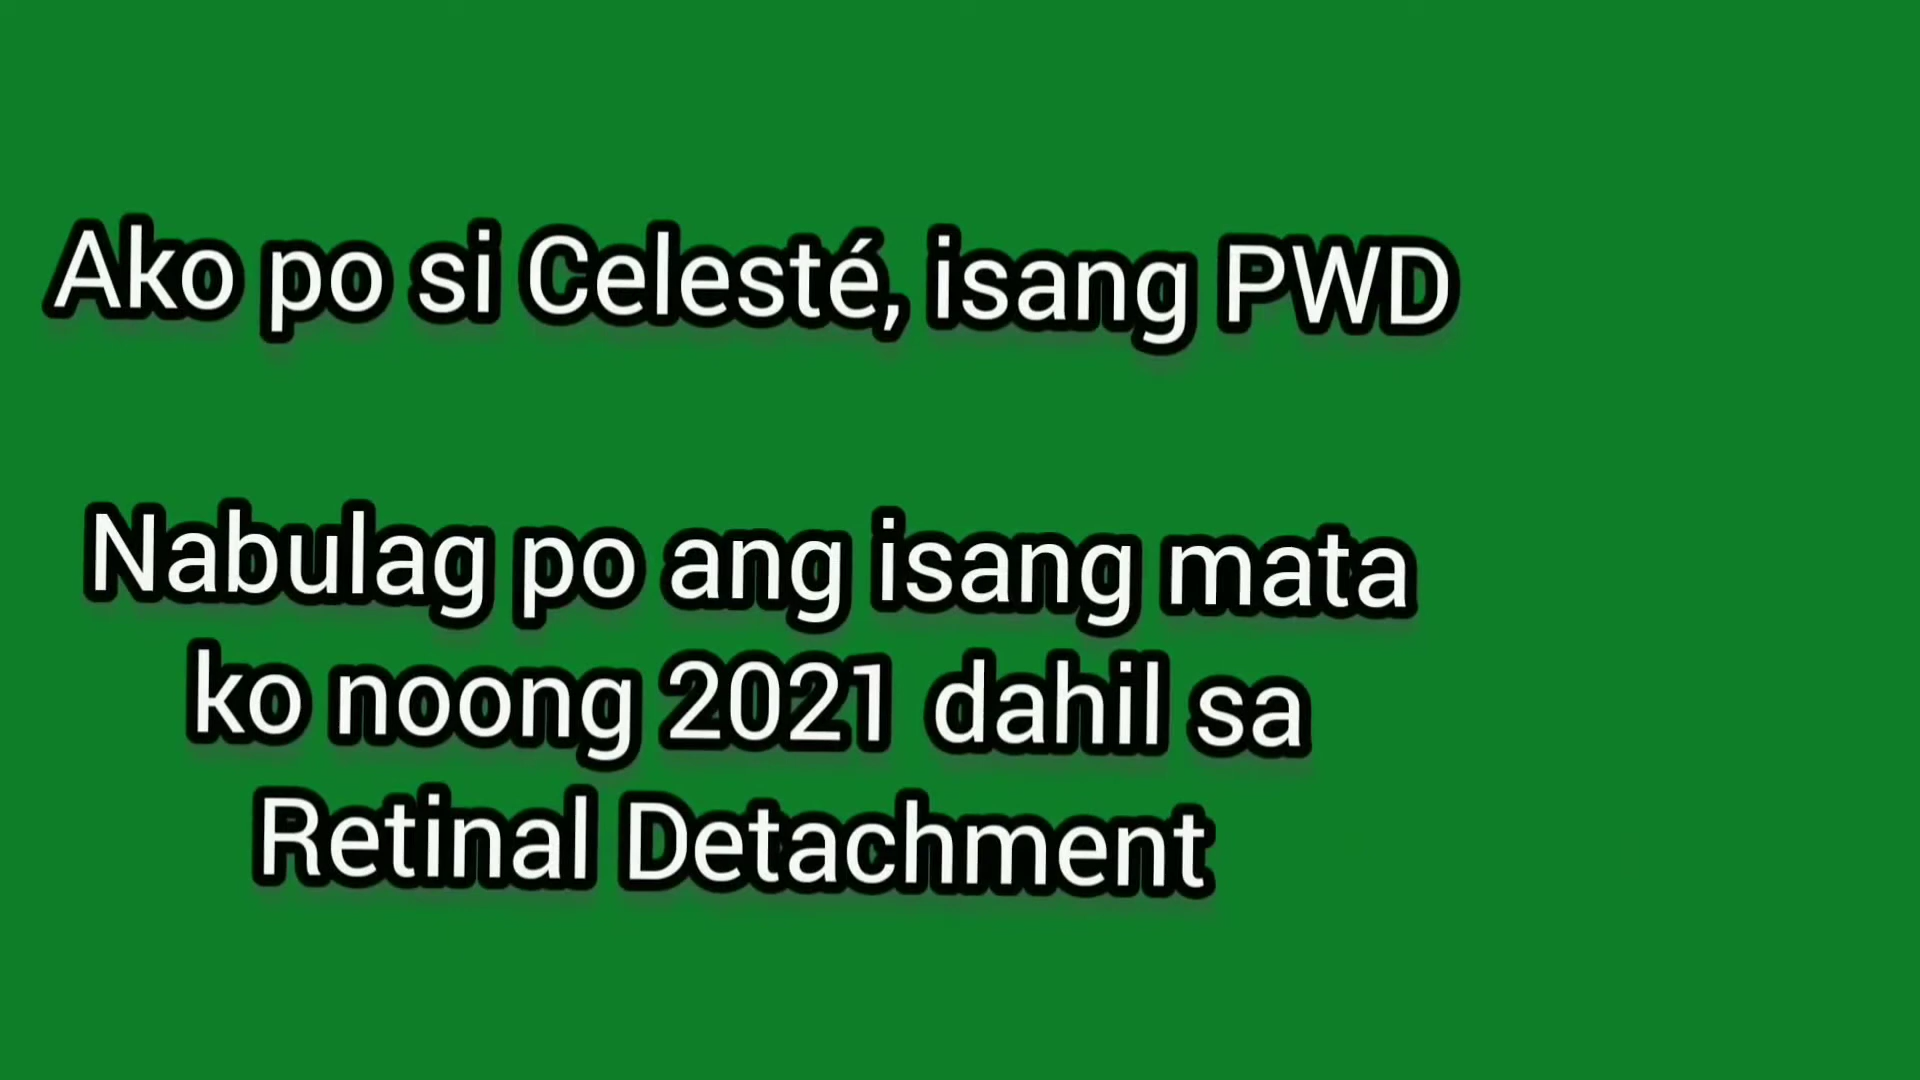 Ako po si Celesté, isang PWD
Nabulag po ang isang mata
ko noong 2021 dahil sa
Retinal Detachment